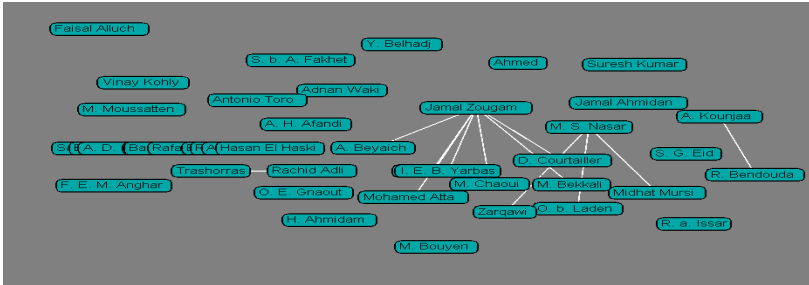 Faisal Alluch
Y. Belhadj
S. b. A. Fakhet
Ahmed
Suresh Kumar
Vinay Kohly
Adnan Waki
Antonio Toro
M. Moussatten
Jamal Zougam
Jamal Ahmidan
A. Kounjaa
A. H. Afandi
M. S. Nasar
A. D.
Ba
Rafa
Hasan El Haski
A. Beyaich
S. G. Eid
D. Courtailler
Trashorras
Rachid Adli
I. E. B. Yarbas
R. Bendouda
F. E. M. Anghar
M. Chaoui
M. Bekkali
O. E. Gnaout
Mohamed Atta
Midhat Mursi
Zarqawi
O. b. Laden
H. Ahmidam
R. a. Issar
M. Bouyeri